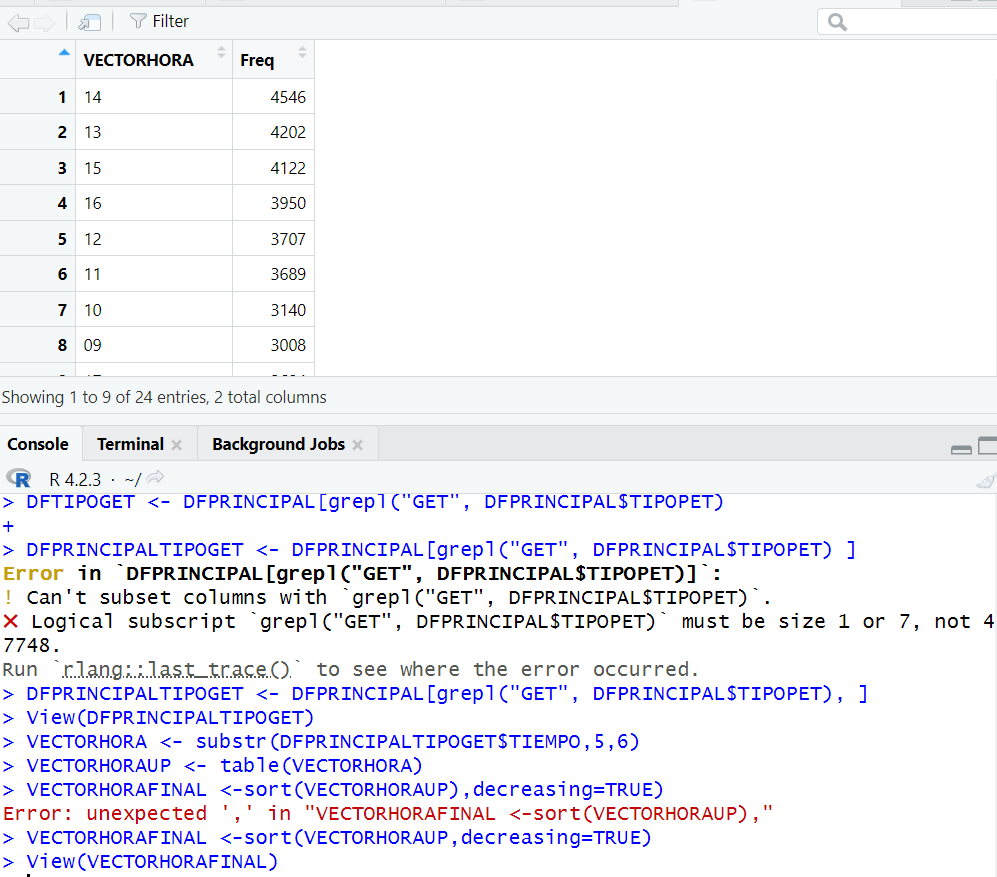 Filter
VECTORHORA Freq
1 14 4546
2 13 4202
3 15 4122
4 16 3950
5 12 3707
6 11 3689
7 10 3140
8 09 3008
Showing 1 to 9 of 24 entries, 2 total columns
Console Terminal Background Jobs
R R 4.2.3 · ~/
> DFTIPOGET <- DFPRINCIPAL[grepl("GET", DFPRINCIPAL$TIPOPET)
+
> DFPRINCIPALTIPOGET <- DFPRINCIPAL[grepl("GET", DFPRINCIPAL$TIPOPET) ]
Error in `DFPRINCIPAL[grepl("GET", DFPRINCIPAL$TIPOPET)]`:
! Can't subset columns with `grepl("GET", DFPRINCIPAL$TIPOPET)`.
✕ Logical subscript `grepl("GET", DFPRINCIPAL$TIPOPET)` must be size 1 or 7, not 4
7748.
Run `rlang::last_trace()` to see where the error occurred.
> DFPRINCIPALTIPOGET <- DFPRINCIPAL[grepl("GET", DFPRINCIPAL$TIPOPET), ]
> View(DFPRINCIPALTIPOGET)
> VECTORHORA <- substr(DFPRINCIPALTIPOGET$TIEMPO,5,6)
> VECTORHORAUP <- table(VECTORHORA)
> VECTORHORAFINAL <-sort(VECTORHORAUP),decreasing=TRUE)
Error: unexpected ',' in "VECTORHORAFINAL <-sort(VECTORHORAUP),"
> VECTORHORAFINAL <-sort(VECTORHORAUP,decreasing=TRUE)
> View(VECTORHORAFINAL)